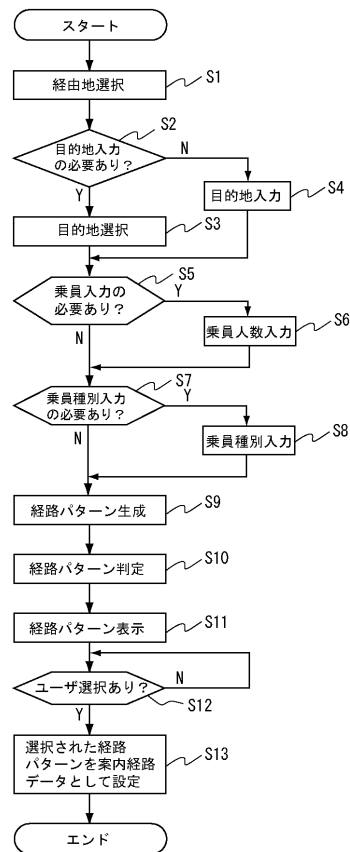 スタート
経由地選択
S1
目的地入力
の必要あり?
S2
N
Y
目的地入力
S4
目的地選択
S3
乗員入力の
必要あり?
S5
Y
N
乗員人数入力
S6
乗員種別入力
の必要あり?
S7
Y
N
乗員種別入力
S8
経路パターン生成
S9
経路パターン判定
S10
経路パターン表示
S11
ユーザ選択あり?
N
S12
Y
選択された経路
パターンを案内経路
データとして設定
S13
エンド